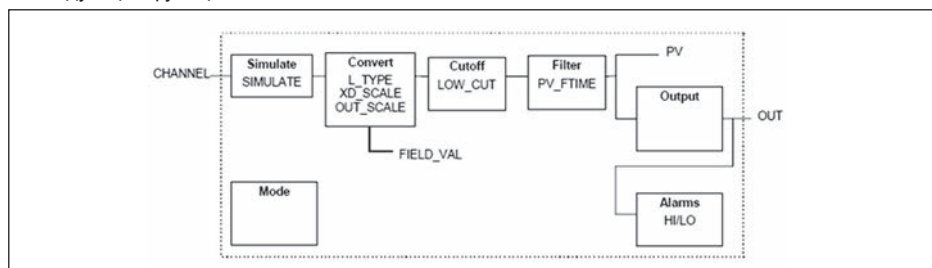 CHANNEL
Simulate
SIMULATE
Convert
L_TYPE
XD_SCALE
OUT_SCALE
Cutoff
LOW_CUT
Filter
PV_FTIME
PV
Output
OUT
FIELD_VAL
Mode
Alarms
HI/LO